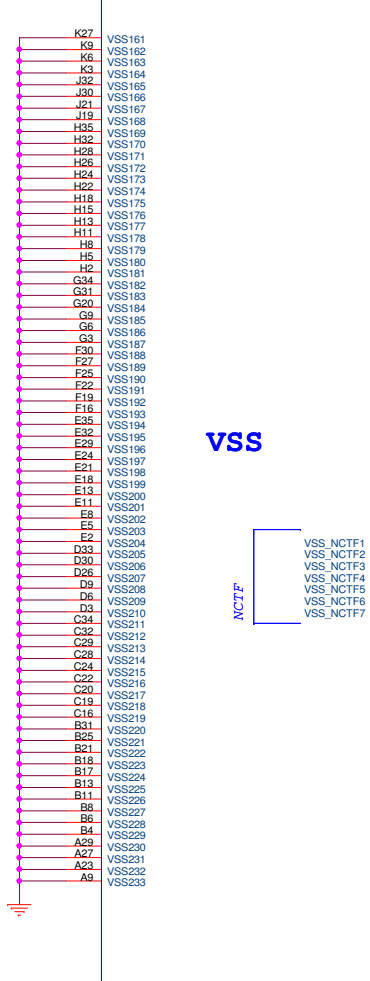 K27 VSS161
K9 VSS162
K6 VSS163
K3 VSS164
J32 VSS165
J30 VSS166
J21 VSS167
J19 VSS168
H35 VSS169
H32 VSS170
H28 VSS171
H26 VSS172
H24 VSS173
H22 VSS174
H18 VSS175
H15 VSS176
H13 VSS177
H11 VSS178
H8 VSS179
H5 VSS180
H2 VSS181
G34 VSS182
G31 VSS183
G20 VSS184
G9 VSS185
G6 VSS186
G3 VSS187
F30 VSS188
F27 VSS189
F25 VSS190
F22 VSS191
F19 VSS192
F16 VSS193
E35 VSS194
E32 VSS195
E29 VSS196
E24 VSS197
E21 VSS198
E18 VSS199
E13 VSS200
E11 VSS201
E8 VSS202
E5 VSS203
E2 VSS204
D33 VSS205
D30 VSS206
D26 VSS207
D9 VSS208
D6 VSS209
D3 VSS210
C34 VSS211
C32 VSS212
C29 VSS213
C28 VSS214
C24 VSS215
C22 VSS216
C20 VSS217
C19 VSS218
C16 VSS219
B31 VSS220
B25 VSS221
B21 VSS222
B18 VSS223
B17 VSS224
B13 VSS225
B11 VSS226
B8 VSS227
B6 VSS228
B4 VSS229
A29 VSS230
A27 VSS231
A23 VSS232
A9 VSS233
VSS
NCTF
VSS_NCTF1
VSS_NCTF2
VSS_NCTF3
VSS_NCTF4
VSS_NCTF5
VSS_NCTF6
VSS_NCTF7